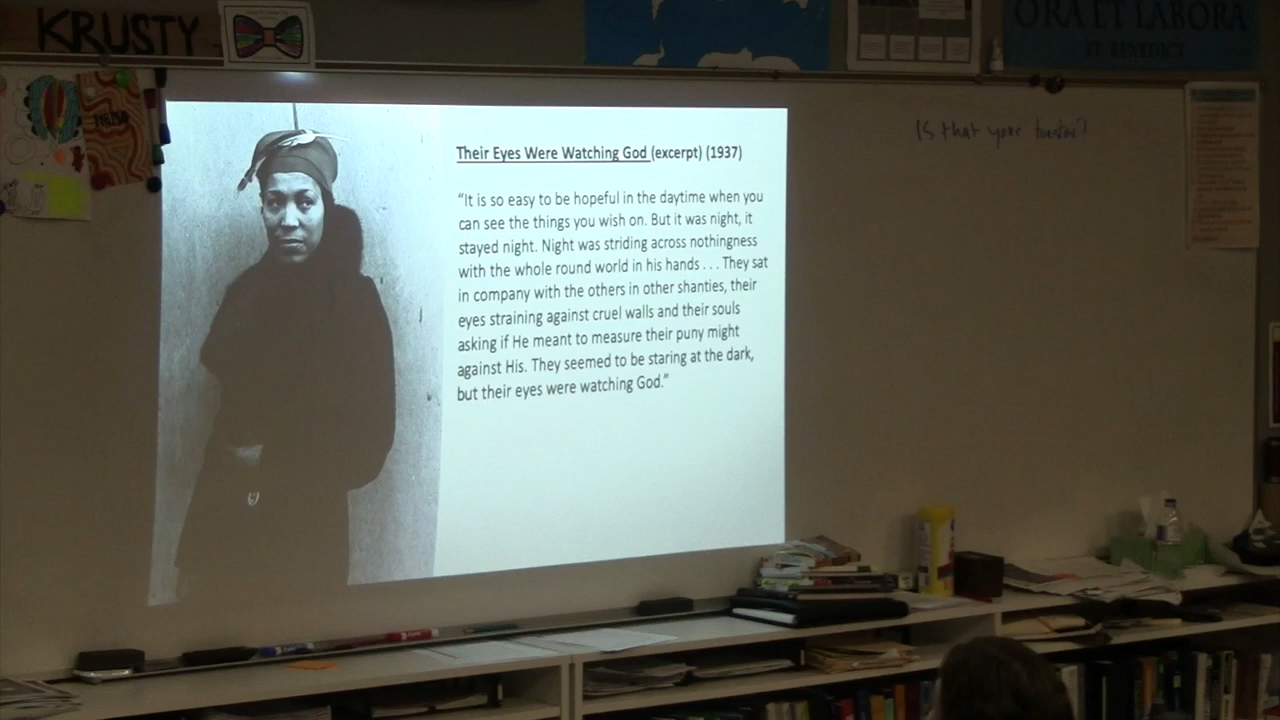 KRUSTY
ORA ET LABORA
ST. BENEDICT
Is that your
Their Eyes Were Watching God (excerpt) (1937)
“It is so easy to be hopeful in the daytime when you
can see the things you wish on. But it was night, it
stayed night. Night was striding across nothingness
with the whole round world in his hands . . . They sat
in company with the others in other shanties, their
eyes straining against cruel walls and their souls
asking if He meant to measure their puny might
against His. They seemed to be staring at the dark,
but their eyes were watching God.”